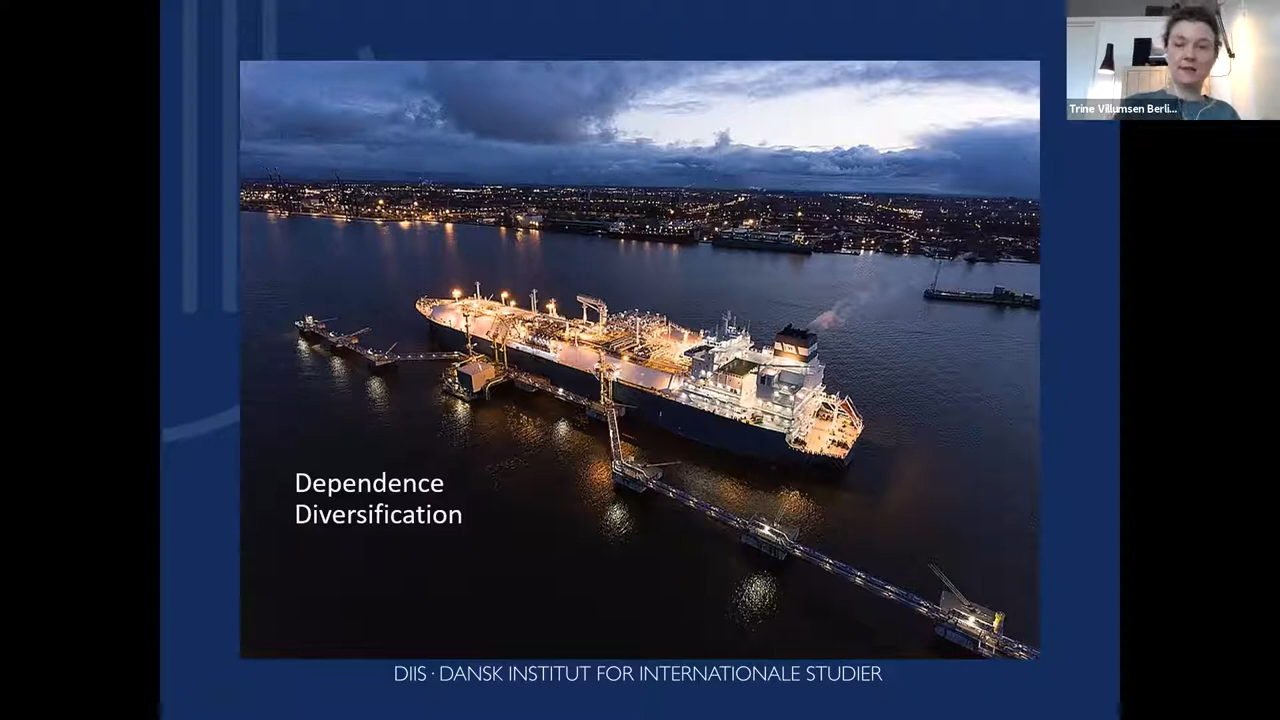 Trine Villumsen Berli...
Dependence
Diversification
DIIS · DANSK INSTITUT FOR INTERNATIONALE STUDIER